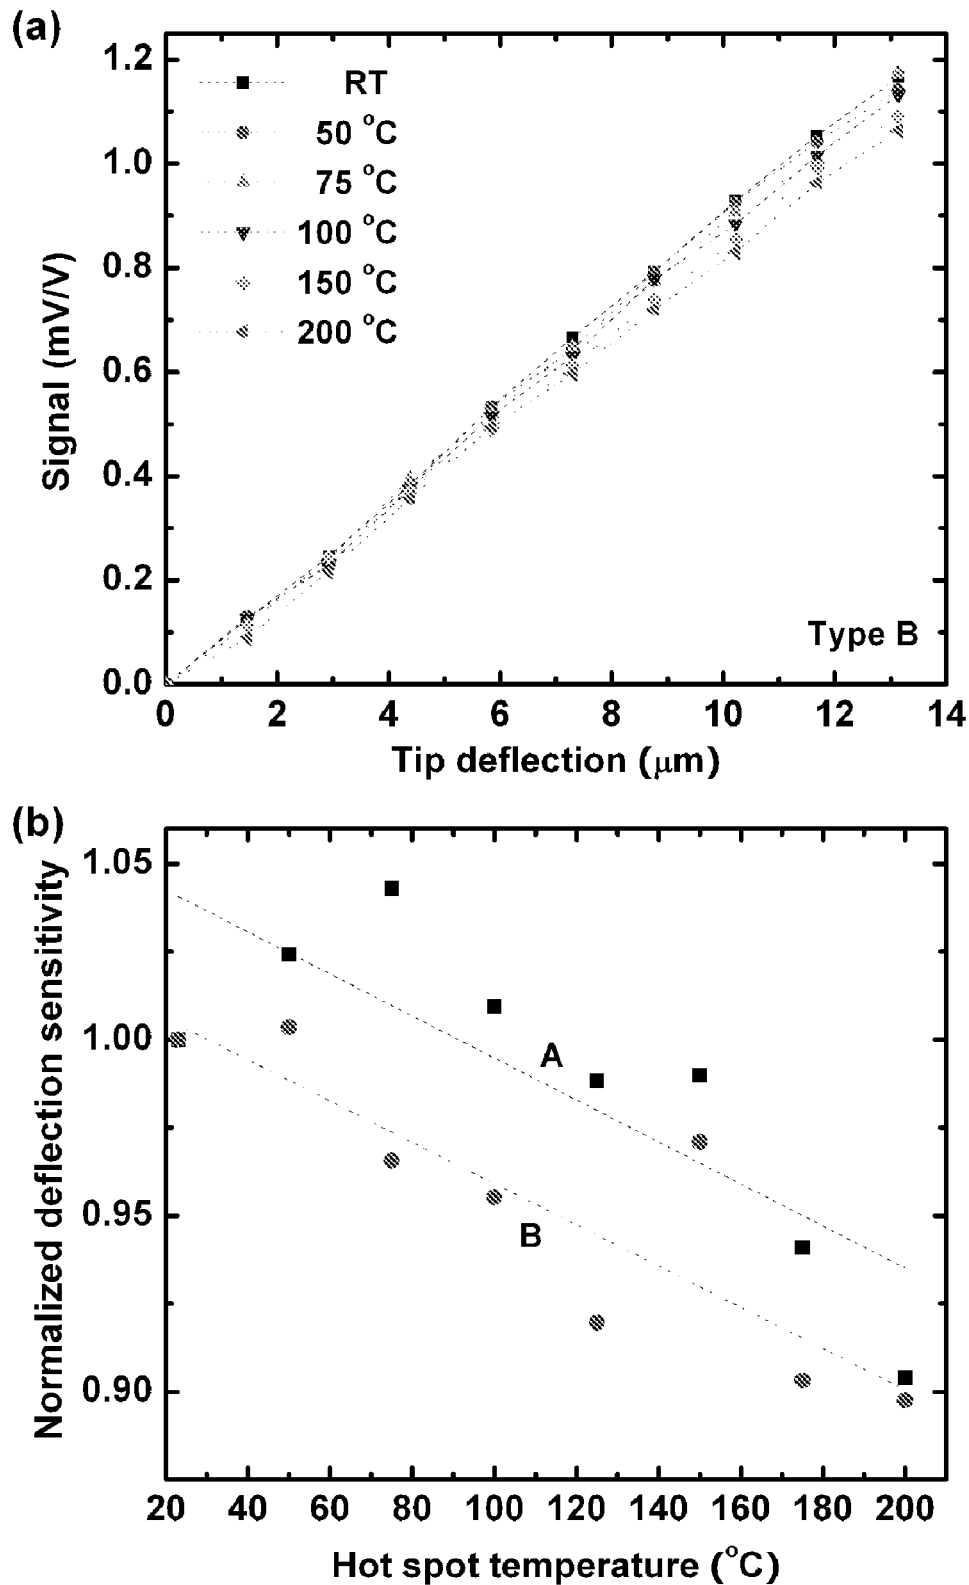 (a)
1.2
1.0
0.8
0.6
0.4
0.2
0.0
Signal (mV/V)
RT
50 °C
75 °C
100 °C
150 °C
200 °C
Type B
0 2 4 6 8 10 12 14
Tip deflection (μm)
(b)
1.05
1.00
0.95
0.90
Normalized deflection sensitivity
A
B
20 40 60 80 100 120 140 160 180 200
Hot spot temperature (°C)